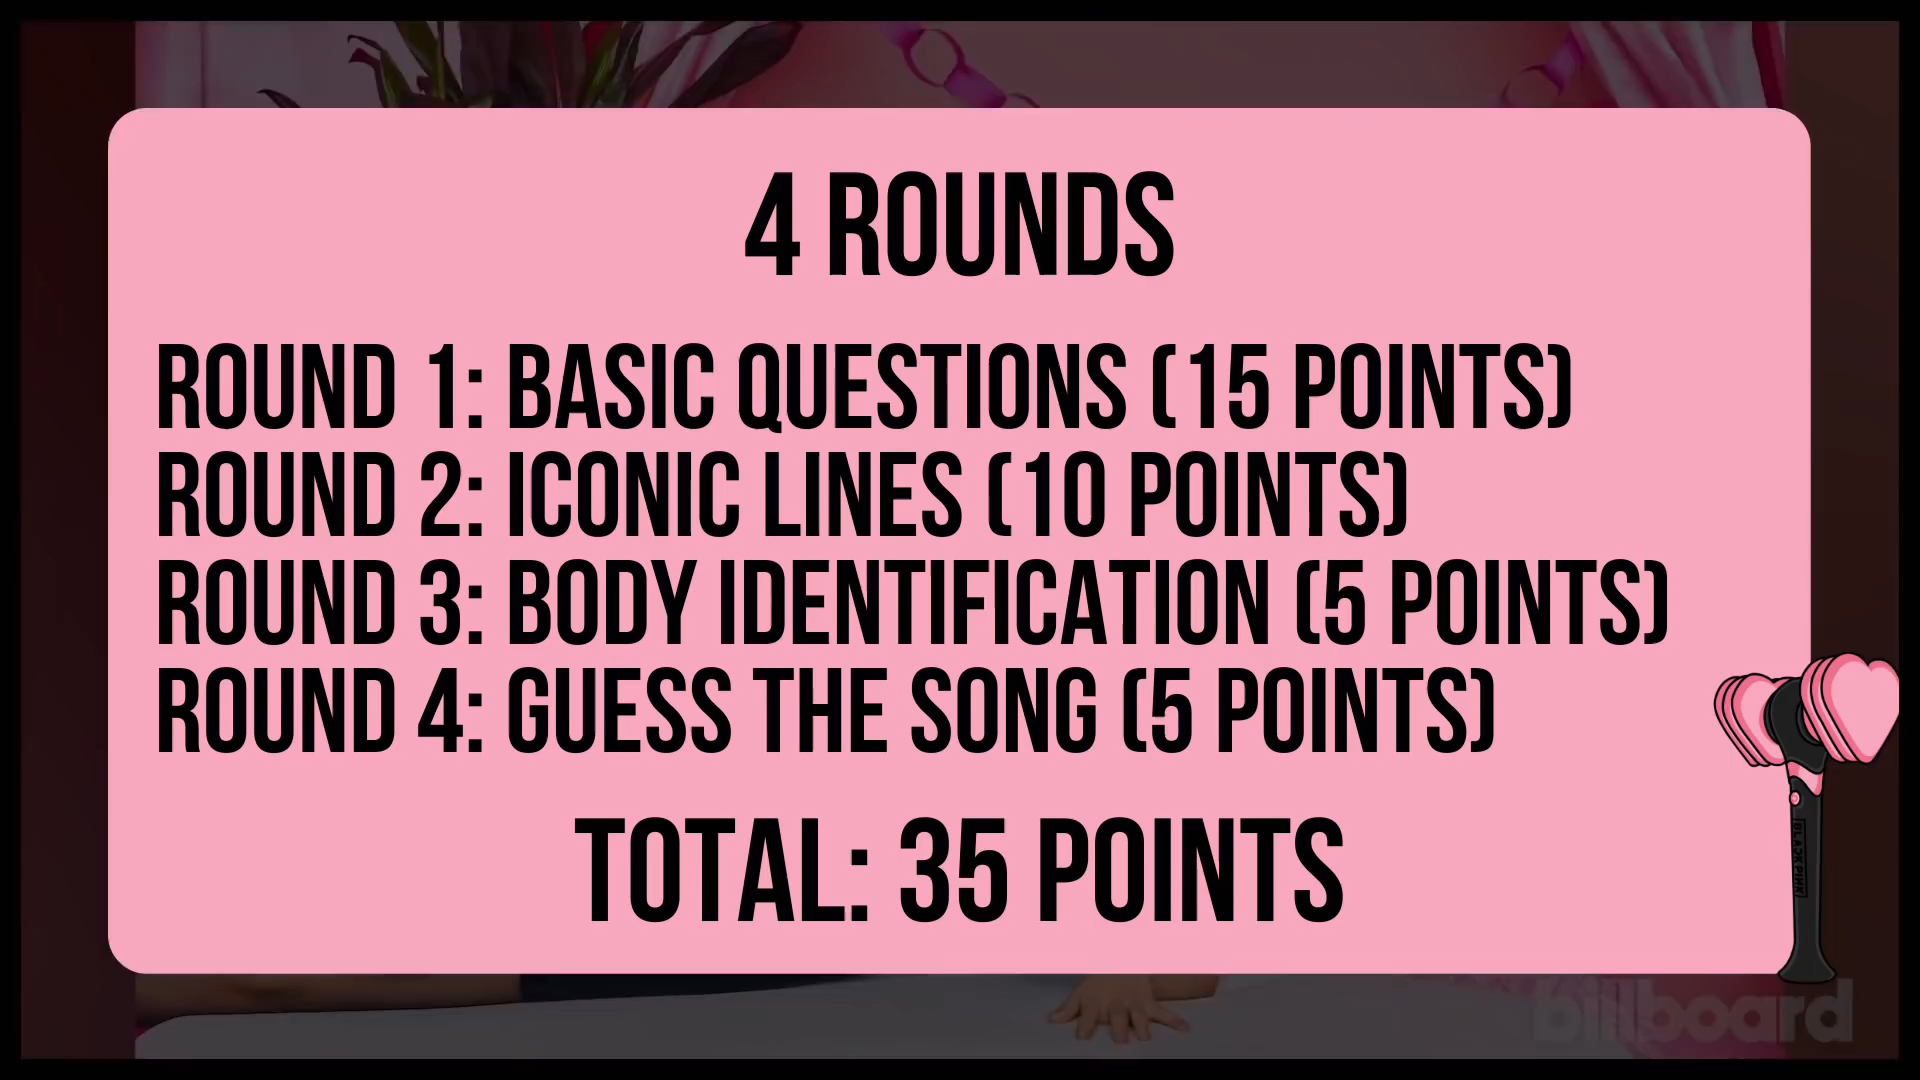 4 ROUNDS
ROUND 1: BASIC QUESTIONS (15 POINTS)
ROUND 2: ICONIC LINES (10 POINTS)
ROUND 3: BODY IDENTIFICATION (5 POINTS)
ROUND 4: GUESS THE SONG (5 POINTS)
TOTAL: 35 POINTS
BLACKPINK
billboard